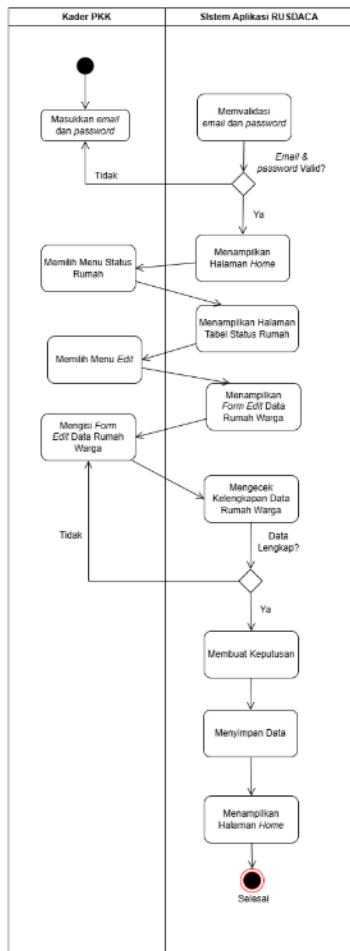 Kader PKK
Sistem Aplikasi RUSDACA
Masukkan email
dan password
Memvalidasi
email dan password
Email &
password Valid?
Tidak
Ya
Menampilkan
Halaman Home
Memilih Menu Status
Rumah
Menampilkan Halaman
Tabel Status Rumah
Memilih Menu Edit
Menampilkan
Form Edit Data
Rumah Warga
Mengisi Form
Edit Data Rumah
Warga
Mengecek
Kelengkapan Data
Rumah Warga
Tidak
Data
Lengkap?
Ya
Membuat Keputusan
Menyimpan Data
Menampilkan
Halaman Home
Selesai